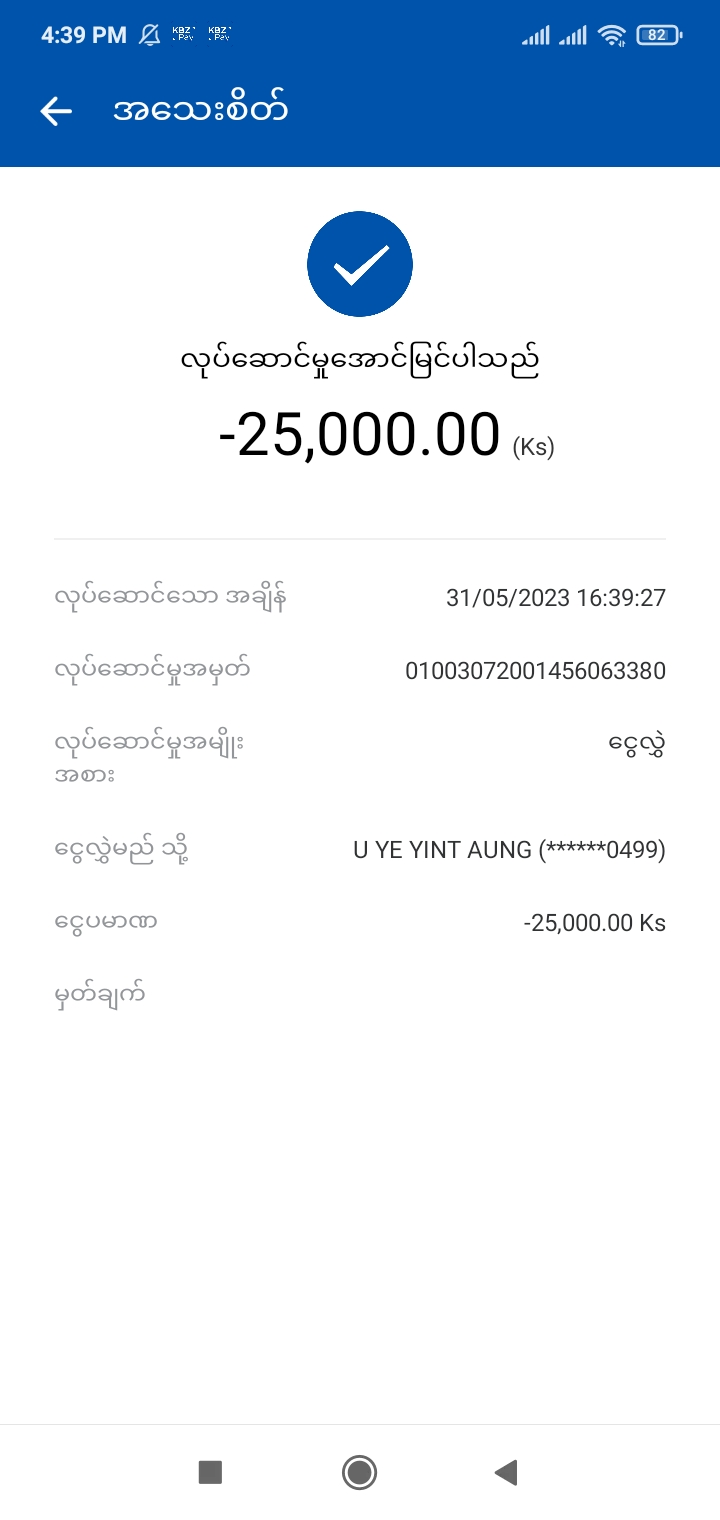 4:39 PM
KBZ Pay KBZ Pay
82
အသေးစိတ်
လုပ်ဆောင်မှုအောင်မြင်ပါသည်
-25,000.00 (Ks)
လုပ်ဆောင်သော အချိန် 31/05/2023 16:39:27
လုပ်ဆောင်မှုအမှတ် 01003072001456063380
လုပ်ဆောင်မှုအမျိုး ငွေလွှဲ
အစား
ငွေလွှဲမည် သို့ U YE YINT AUNG (******0499)
ငွေပမာဏ -25,000.00 Ks
မှတ်ချက်